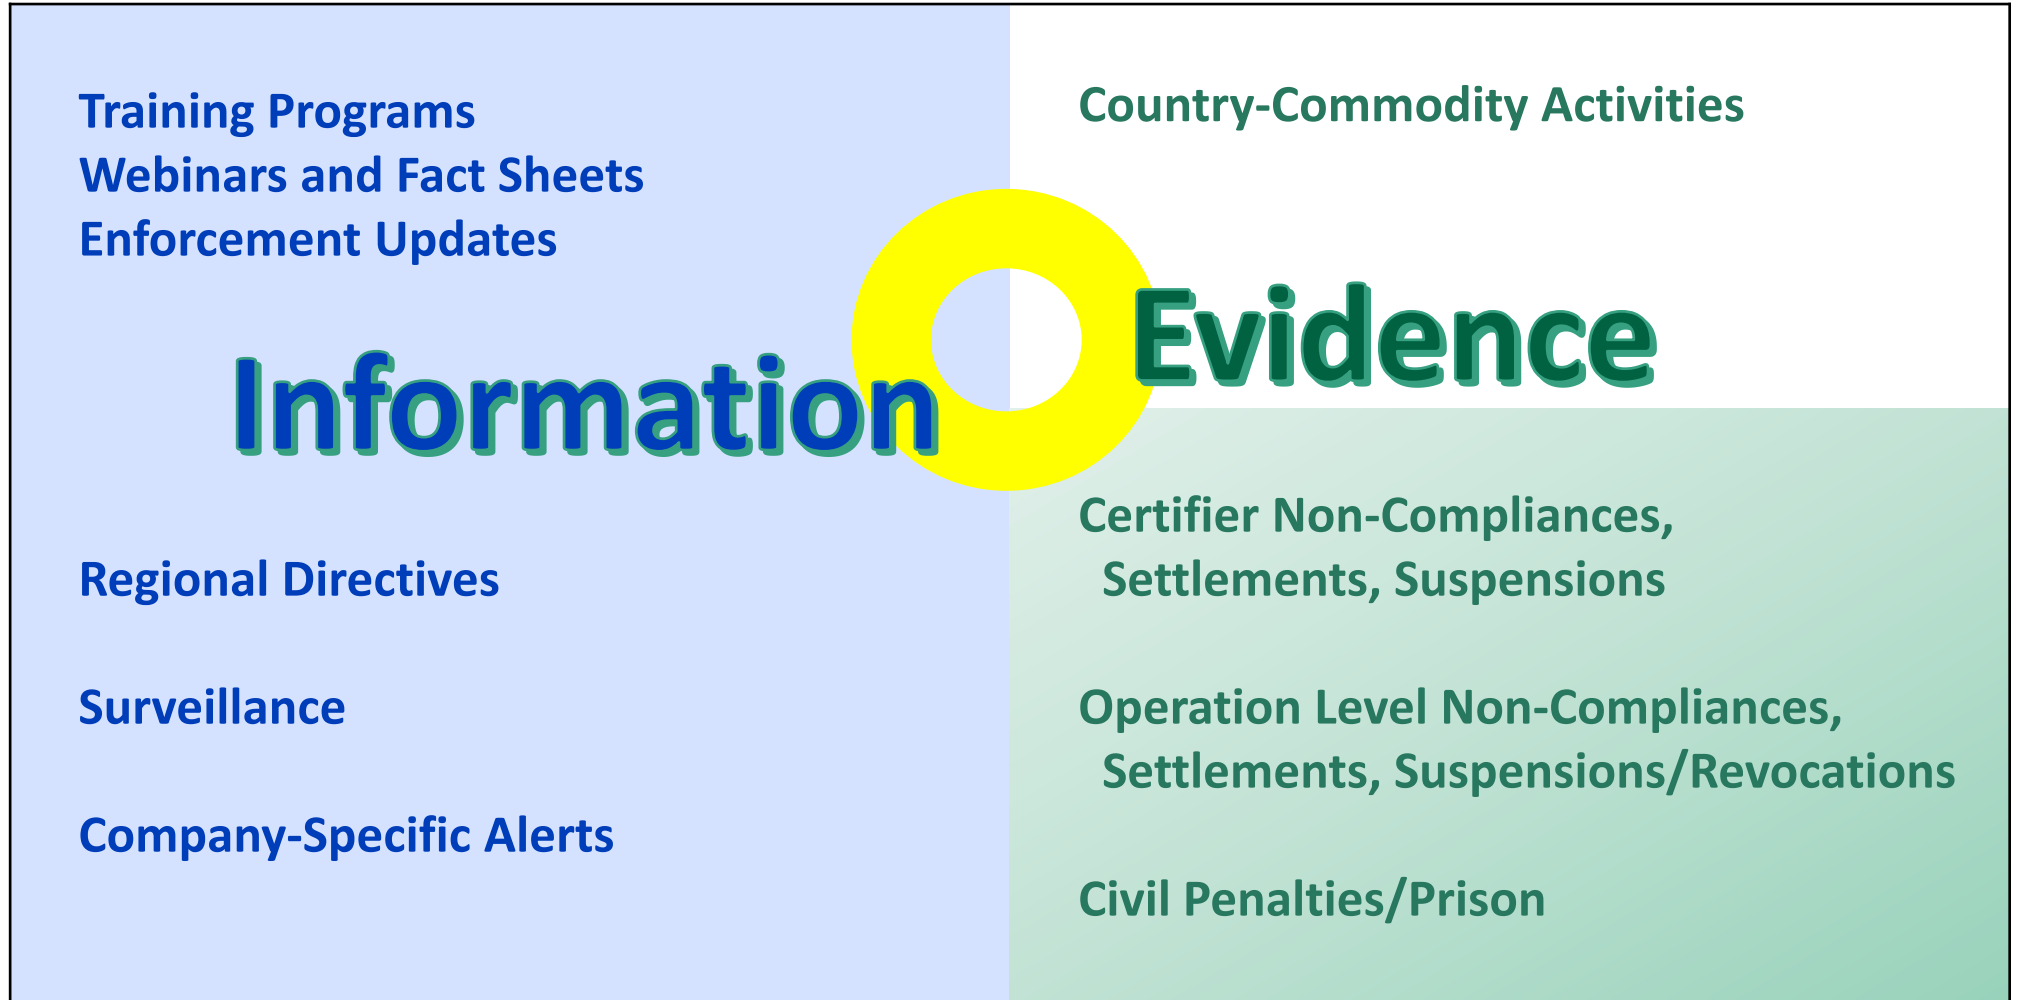 Training Programs
Webinars and Fact Sheets
Enforcement Updates
Information
Regional Directives
Surveillance
Company-Specific Alerts
Country-Commodity Activities
Evidence
Certifier Non-Compliances,
Settlements, Suspensions
Operation Level Non-Compliances,
Settlements, Suspensions/Revocations
Civil Penalties/Prison